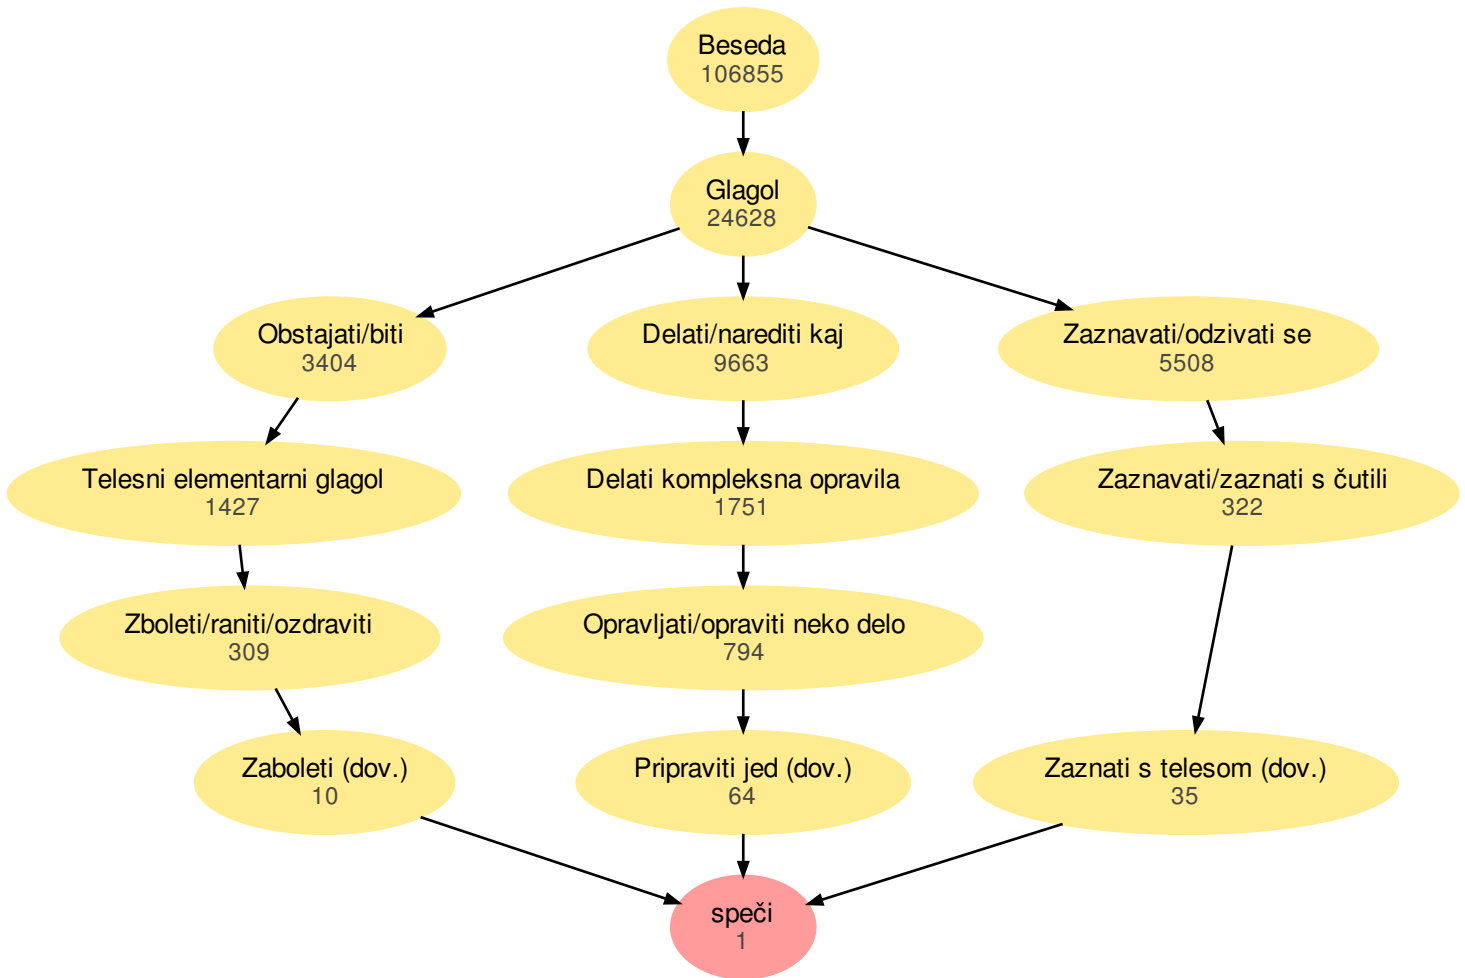 Beseda
106855
Glagol
24628
Obstajati/biti
3404
Delati/narediti kaj
9663
Zaznavati/odzivati se
5508
Telesni elementarni glagol
1427
Delati kompleksna opravila
1751
Zaznavati/zaznati s čutili
322
Zboleti/raniti/ozdraviti
309
Opravljati/opraviti neko delo
794
Zaboleti (dov.)
10
Pripraviti jed (dov.)
64
Zaznati s telesom (dov.)
35
speči
1